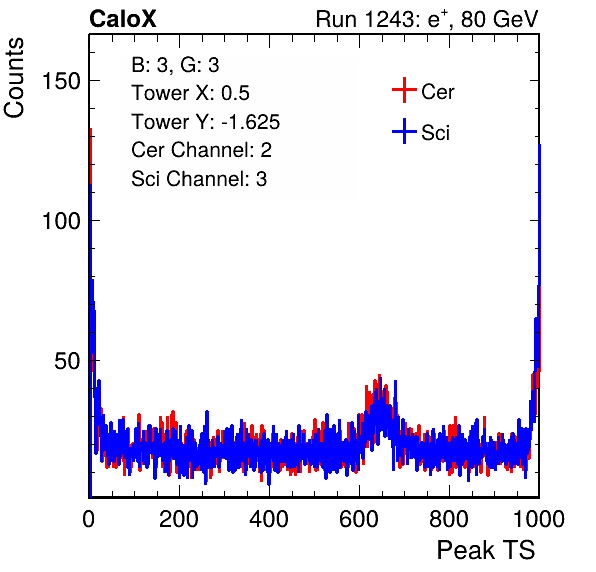 CaloX Run 1243: e⁺, 80 GeV
Counts
B: 3, G: 3
Tower X: 0.5
Tower Y: -1.625
Cer Channel: 2
Sci Channel: 3
Cer
Sci
150
100
50
0 200 400 600 800 1000
Peak TS